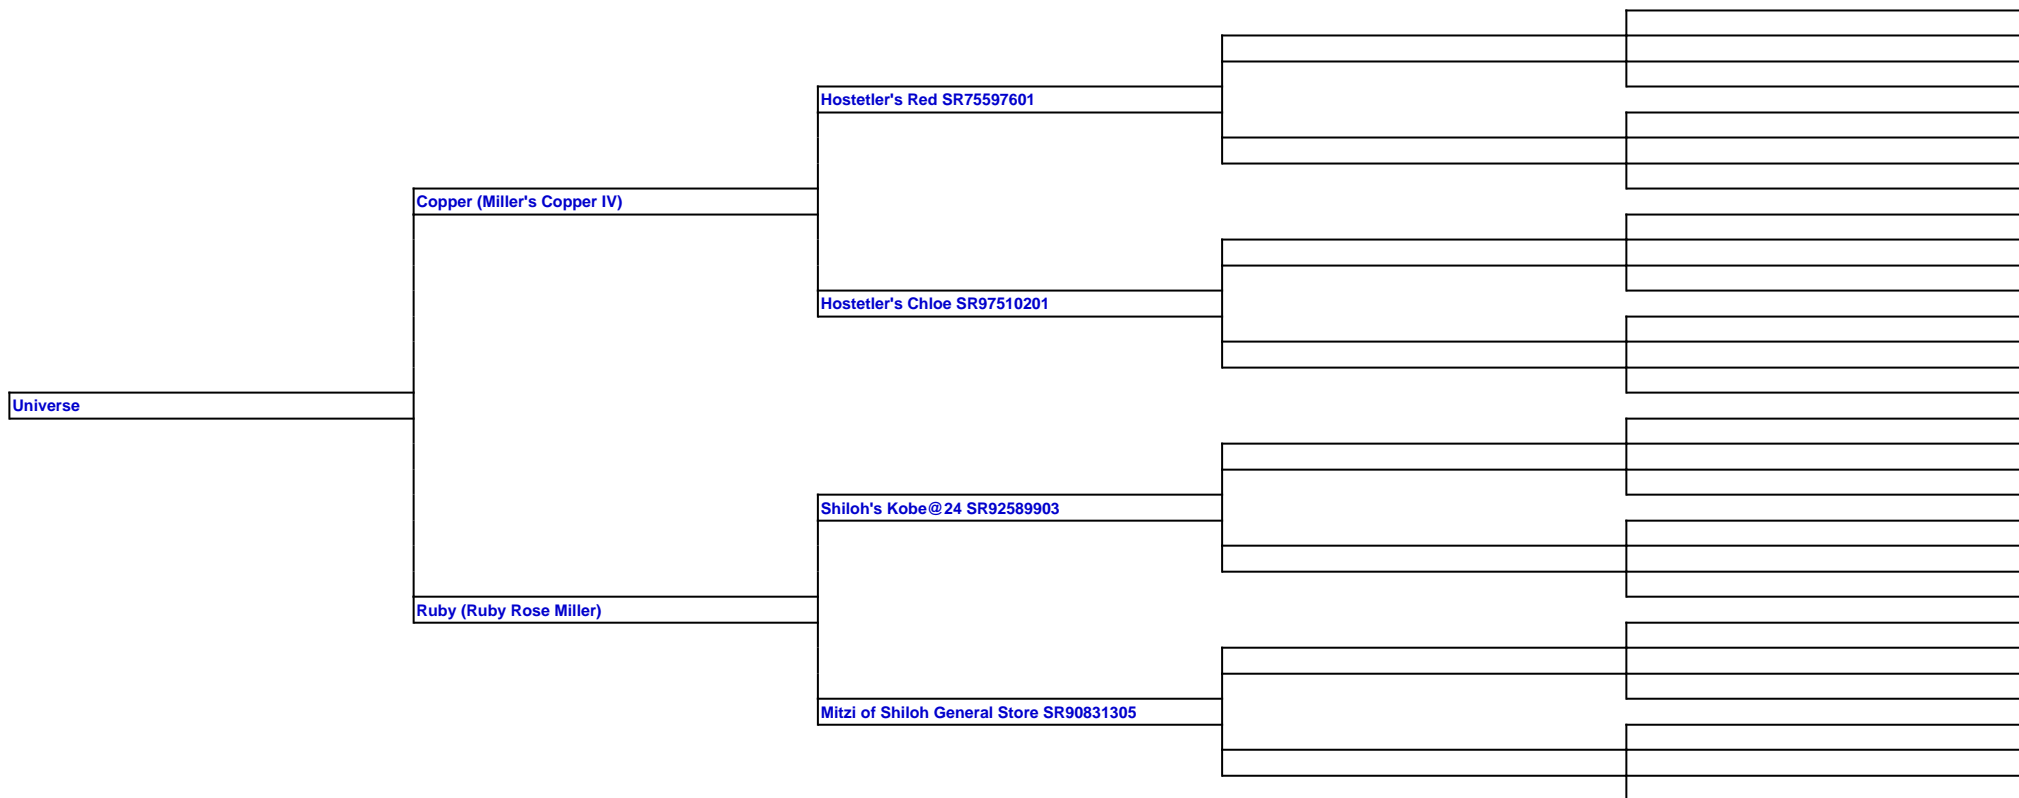 Hostetler's Red SR75597601
Copper (Miller's Copper IV)
Hostetler's Chloe SR97510201
Universe
Shiloh's Kobe@24 SR92589903
Ruby (Ruby Rose Miller)
Mitzi of Shiloh General Store SR90831305